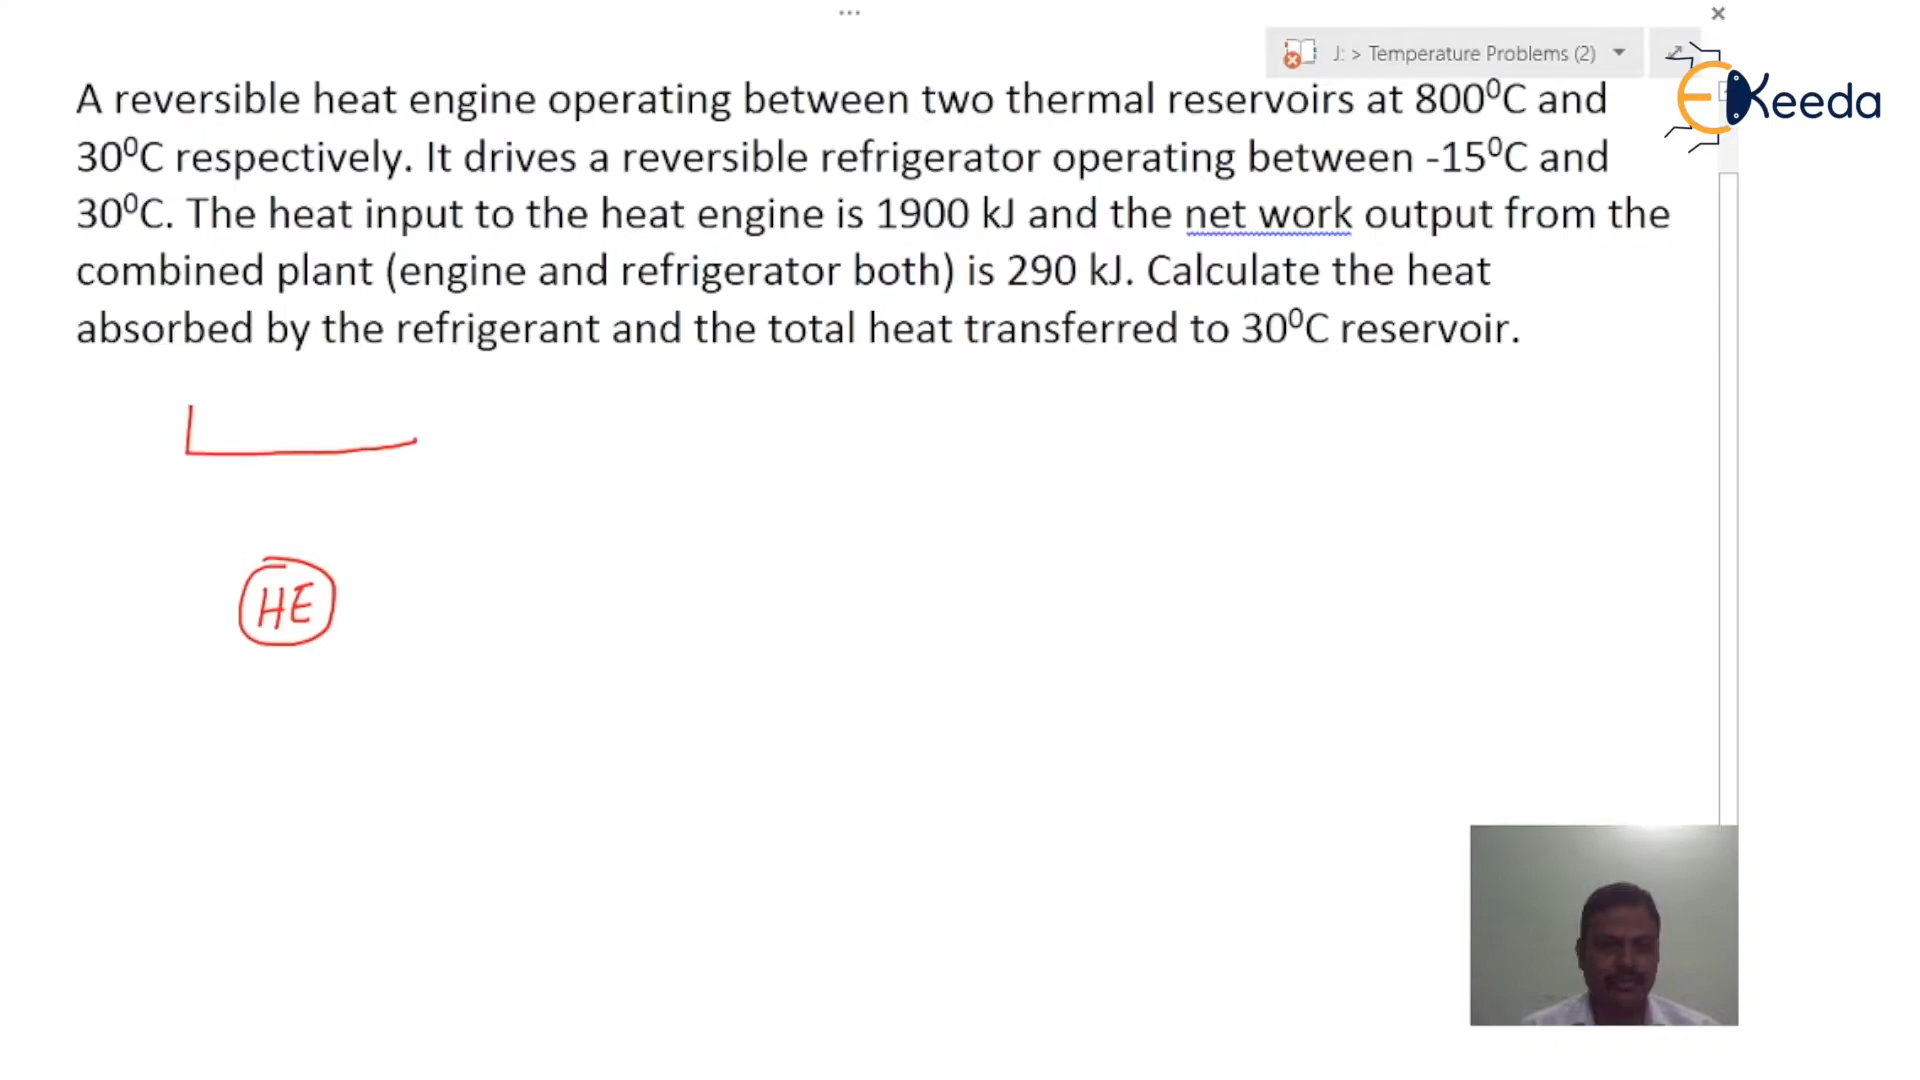 ...
J: > Temperature Problems (2)
EKeeda
A reversible heat engine operating between two thermal reservoirs at 800⁰C and
30⁰C respectively. It drives a reversible refrigerator operating between -15⁰C and
30⁰C. The heat input to the heat engine is 1900 kJ and the net work output from the
combined plant (engine and refrigerator both) is 290 kJ. Calculate the heat
absorbed by the refrigerant and the total heat transferred to 30⁰C reservoir.
HE